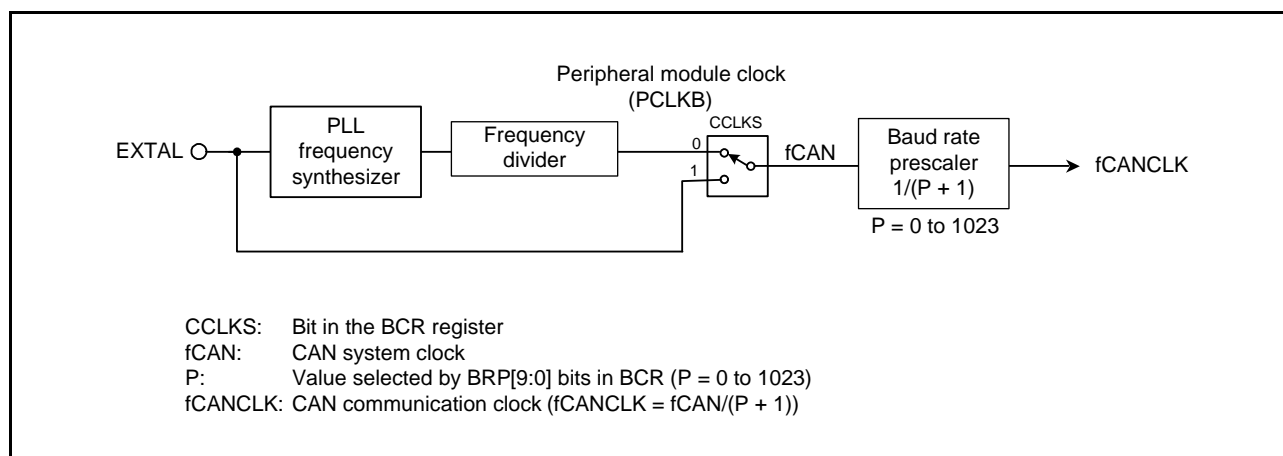 Peripheral module clock
(PCLKB)
CCLKS
EXTAL
PLL
frequency
synthesizer
Frequency
divider
0
1
fCAN
Baud rate
prescaler
1/(P + 1)
fCANCLK
P = 0 to 1023
CCLKS: Bit in the BCR register
fCAN: CAN system clock
P: Value selected by BRP[9:0] bits in BCR (P = 0 to 1023)
fCANCLK: CAN communication clock (fCANCLK = fCAN/(P + 1))